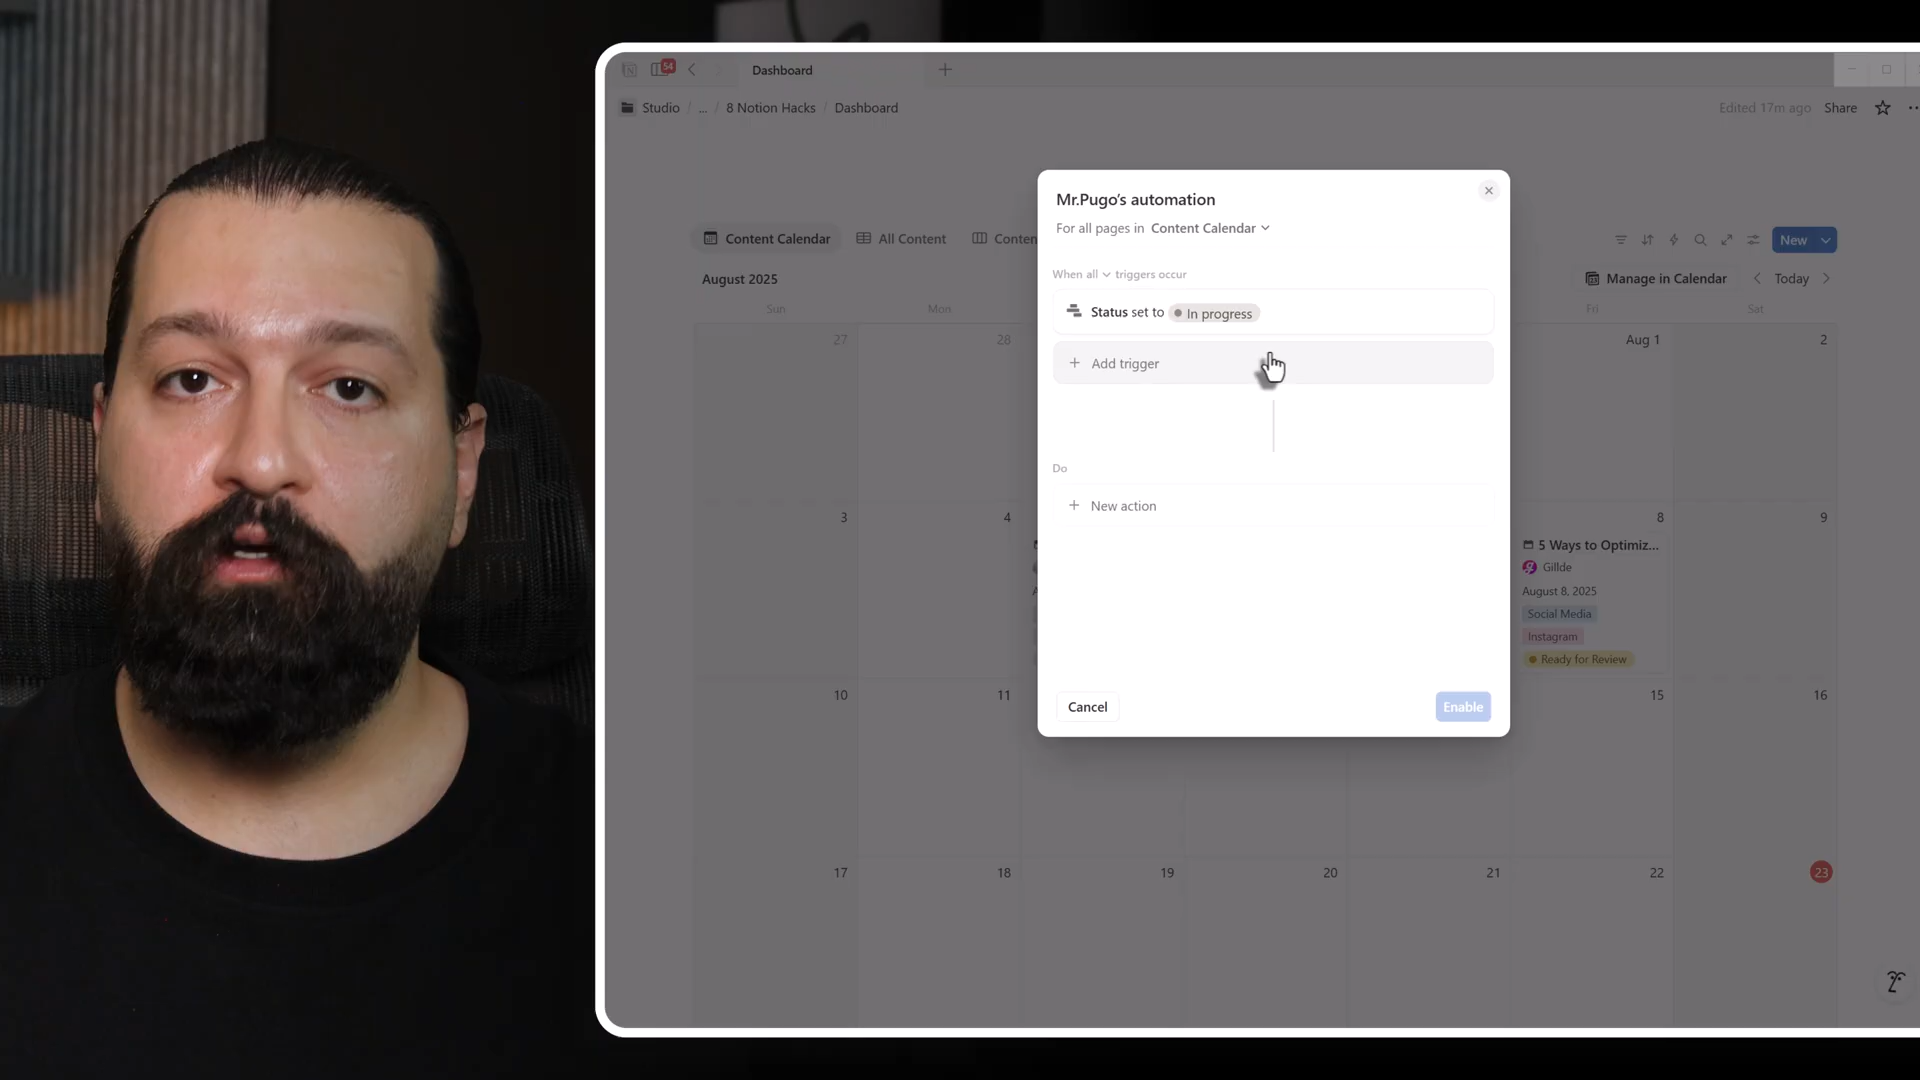 54
Dashboard
Studio / ... / 8 Notion Hacks / Dashboard
Edited 17m ago Share
Mr.Pugo's automation
For all pages in Content Calendar
Content Calendar
All Content
Conten
New
August 2025
Manage in Calendar
Today
When all triggers occur
Status set to In progress
Add trigger
Do
New action
Cancel
Enable
Sun Mon Fri Sat
27 28 Aug 1 2
3 4 8 9
5 Ways to Optimiz...
Gillde
August 8, 2025
Social Media
Instagram
Ready for Review
10 11 15 16
17 18 19 20 21 22 23